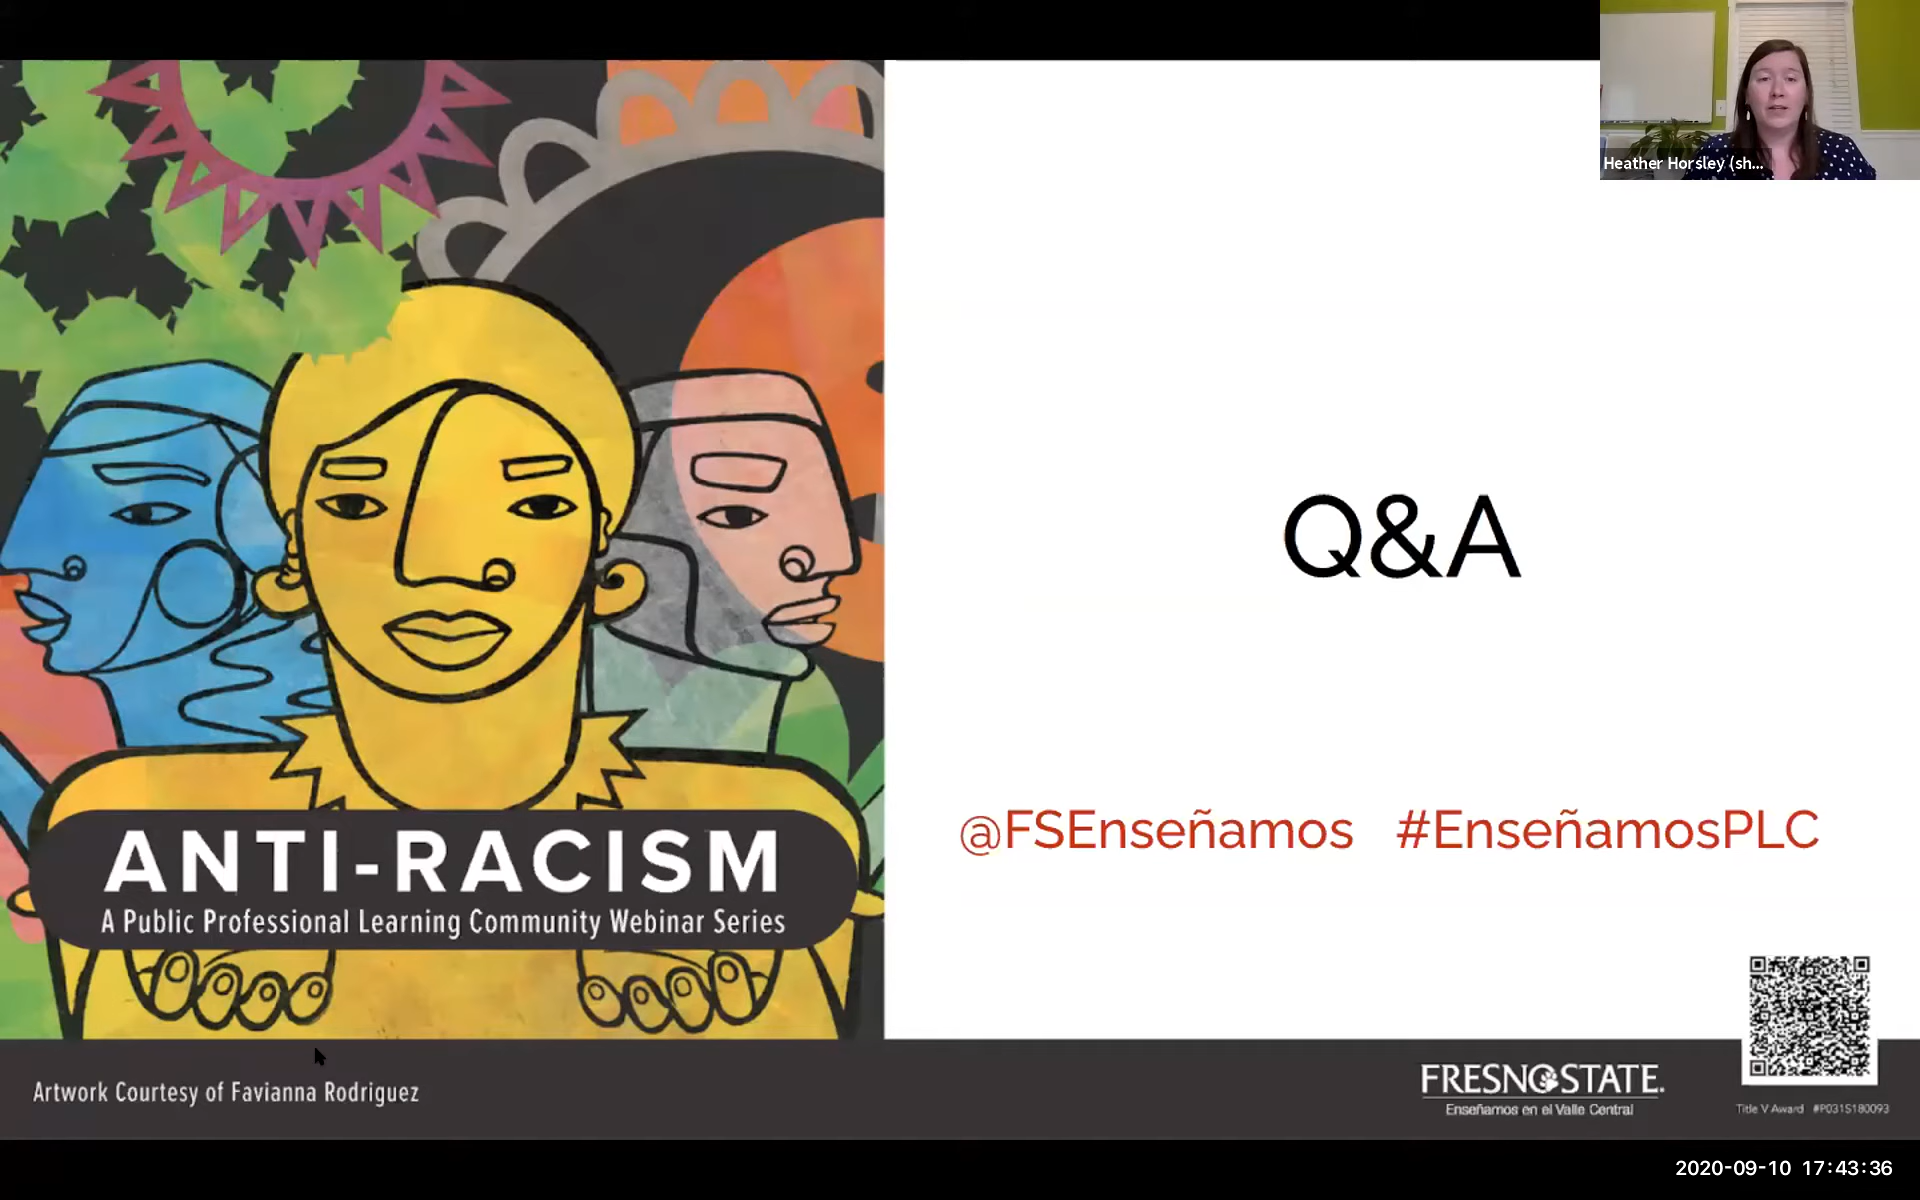 Heather Horsley (sh...
Q&A
@FSEnseñamos #EnseñamosPLC
ANTI-RACISM
A Public Professional Learning Community Webinar Series
Artwork Courtesy of Favianna Rodriguez
FRESNO STATE.
Enseñamos en el Valle Central
Title V Award #P031S180093
2020-09-10 17:43:36